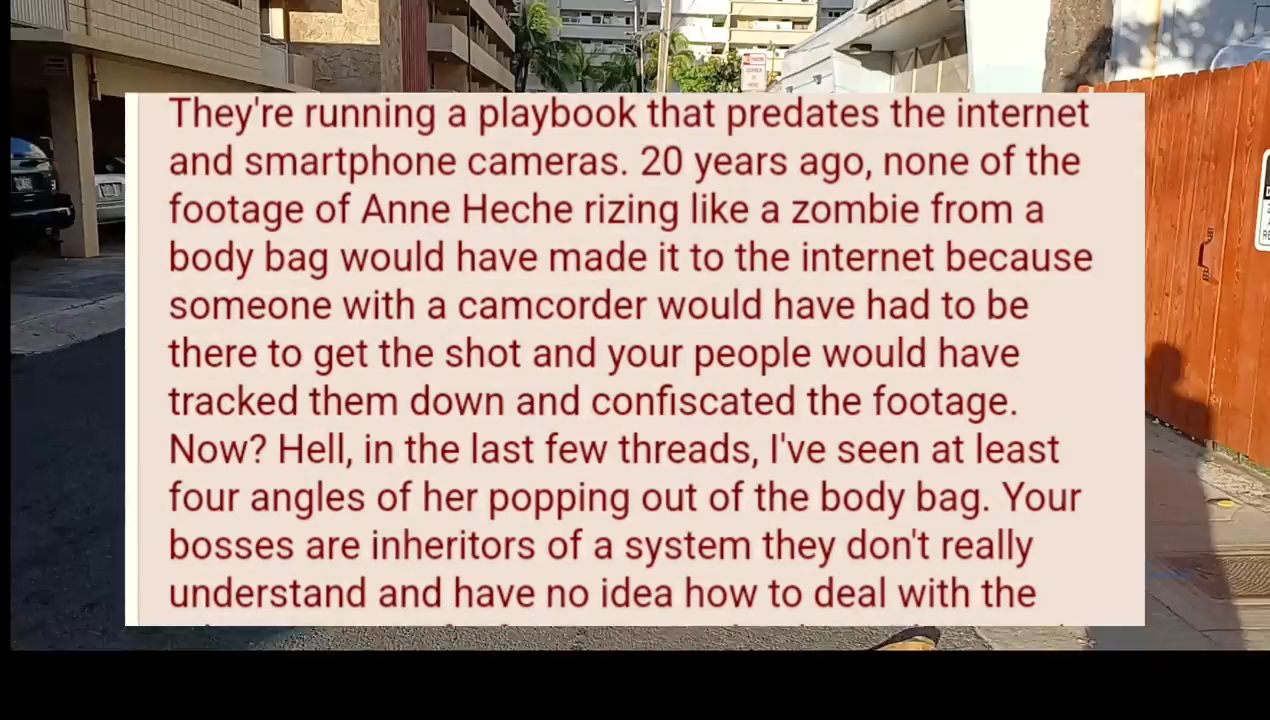 They're running a playbook that predates the internet
and smartphone cameras. 20 years ago, none of the
footage of Anne Heche rizing like a zombie from a
body bag would have made it to the internet because
someone with a camcorder would have had to be
there to get the shot and your people would have
tracked them down and confiscated the footage.
Now? Hell, in the last few threads, I've seen at least
four angles of her popping out of the body bag. Your
bosses are inheritors of a system they don't really
understand and have no idea how to deal with the